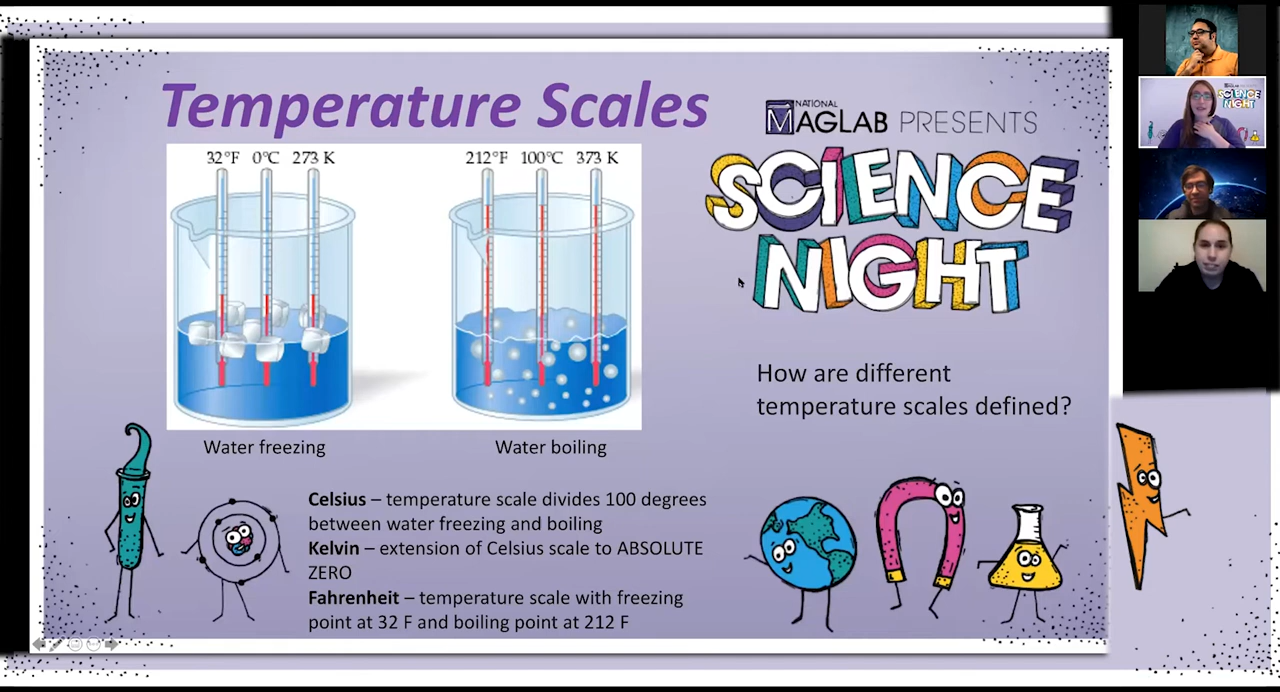 Temperature Scales
NATIONAL
MAGLAB PRESENTS
SCIENCE
NIGHT
32°F 0°C 273 K
212°F 100°C 373 K
Water freezing
Water boiling
How are different
temperature scales defined?
Celsius – temperature scale divides 100 degrees
between water freezing and boiling
Kelvin – extension of Celsius scale to ABSOLUTE
ZERO
Fahrenheit – temperature scale with freezing
point at 32 F and boiling point at 212 F
SCIENCE
NIGHT